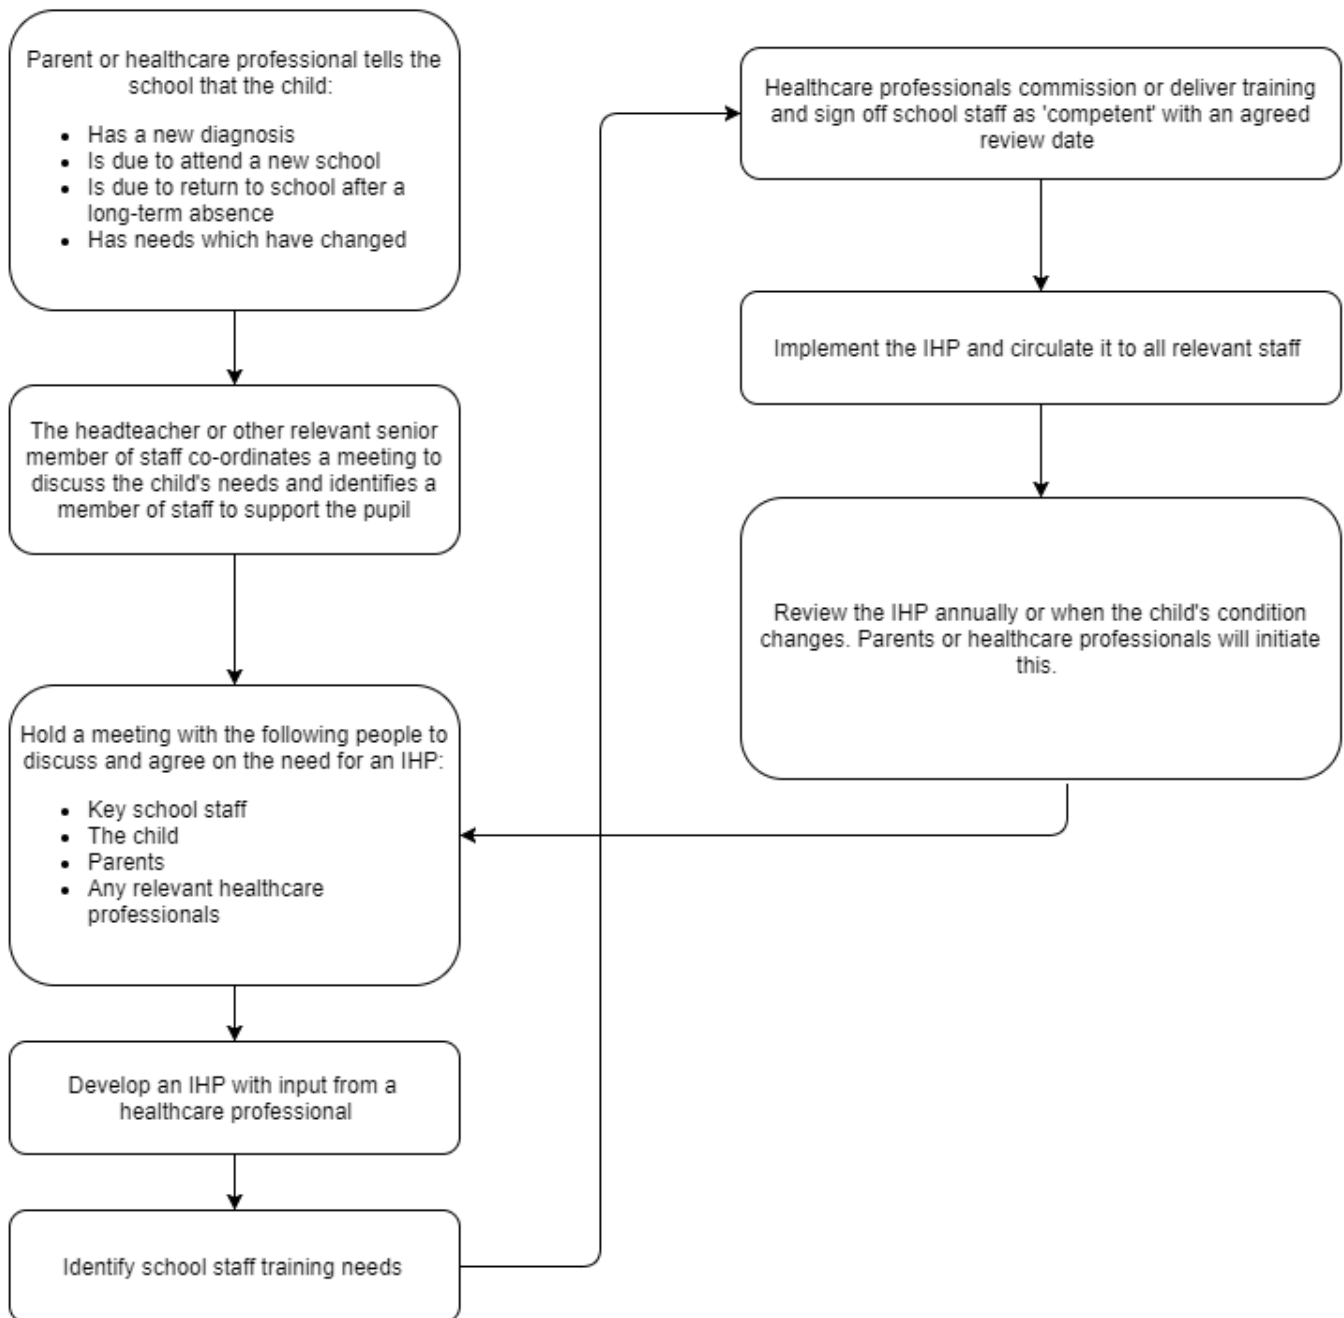 Parent or healthcare professional tells the
school that the child:
• Has a new diagnosis
• Is due to attend a new school
• Is due to return to school after a
long-term absence
• Has needs which have changed
The headteacher or other relevant senior
member of staff co-ordinates a meeting to
discuss the child's needs and identifies a
member of staff to support the pupil
Hold a meeting with the following people to
discuss and agree on the need for an IHP:
• Key school staff
• The child
• Parents
• Any relevant healthcare
professionals
Develop an IHP with input from a
healthcare professional
Identify school staff training needs
Healthcare professionals commission or deliver training
and sign off school staff as 'competent' with an agreed
review date
Implement the IHP and circulate it to all relevant staff
Review the IHP annually or when the child's condition
changes. Parents or healthcare professionals will initiate
this.